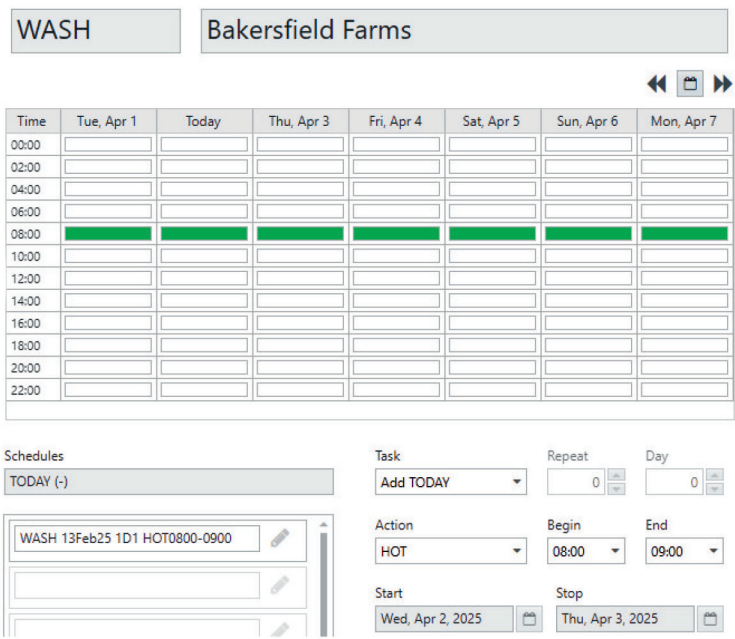 WASH Bakersfield Farms
Time Tue, Apr 1 Today Thu, Apr 3 Fri, Apr 4 Sat, Apr 5 Sun, Apr 6 Mon, Apr 7
00:00
02:00
04:00
06:00
08:00
10:00
12:00
14:00
16:00
18:00
20:00
22:00
Schedules Task Repeat Day
TODAY (-) Add TODAY 0 0
Action Begin End
WASH 13Feb25 1D1 HOT0800-0900 HOT 08:00 09:00
Start Stop
Wed, Apr 2, 2025 Thu, Apr 3, 2025